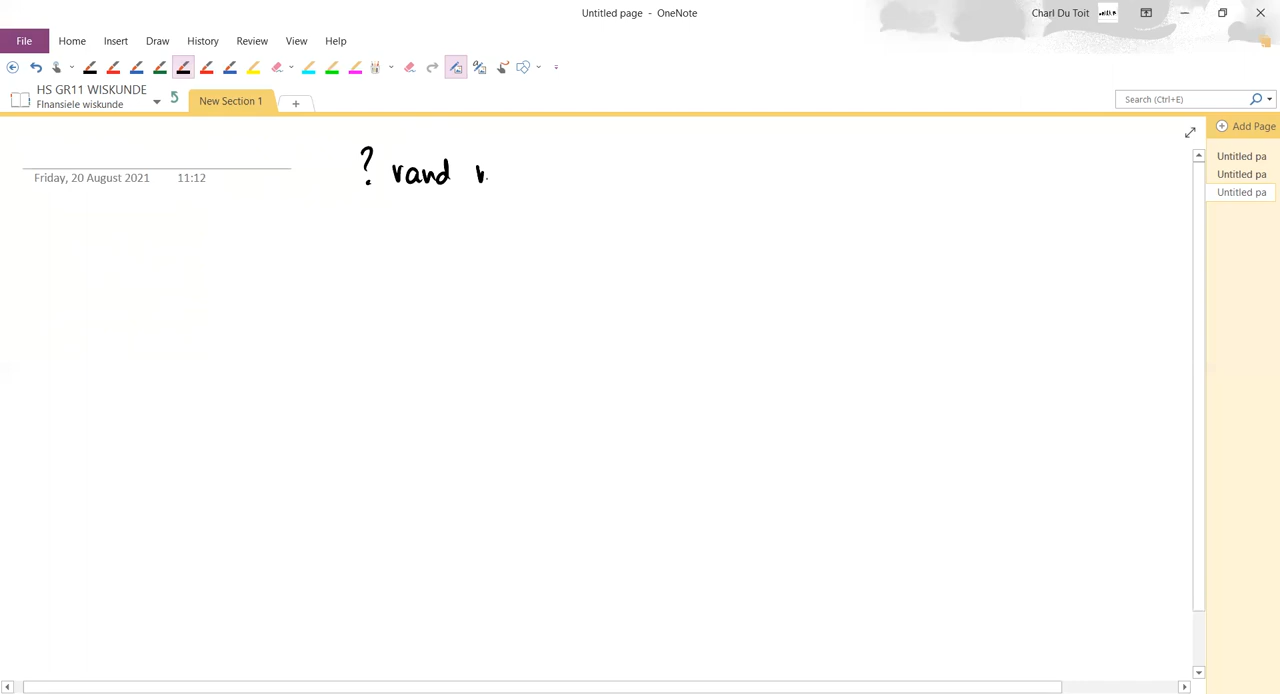 Untitled page - OneNote
Charl Du Toit
File Home Insert Draw History Review View Help
HS GR11 WISKUNDE
FInansiele wiskunde
New Section 1
Search (Ctrl+E)
Add Page
Untitled pa
Untitled pa
Untitled pa
Friday, 20 August 2021 11:12
? rand